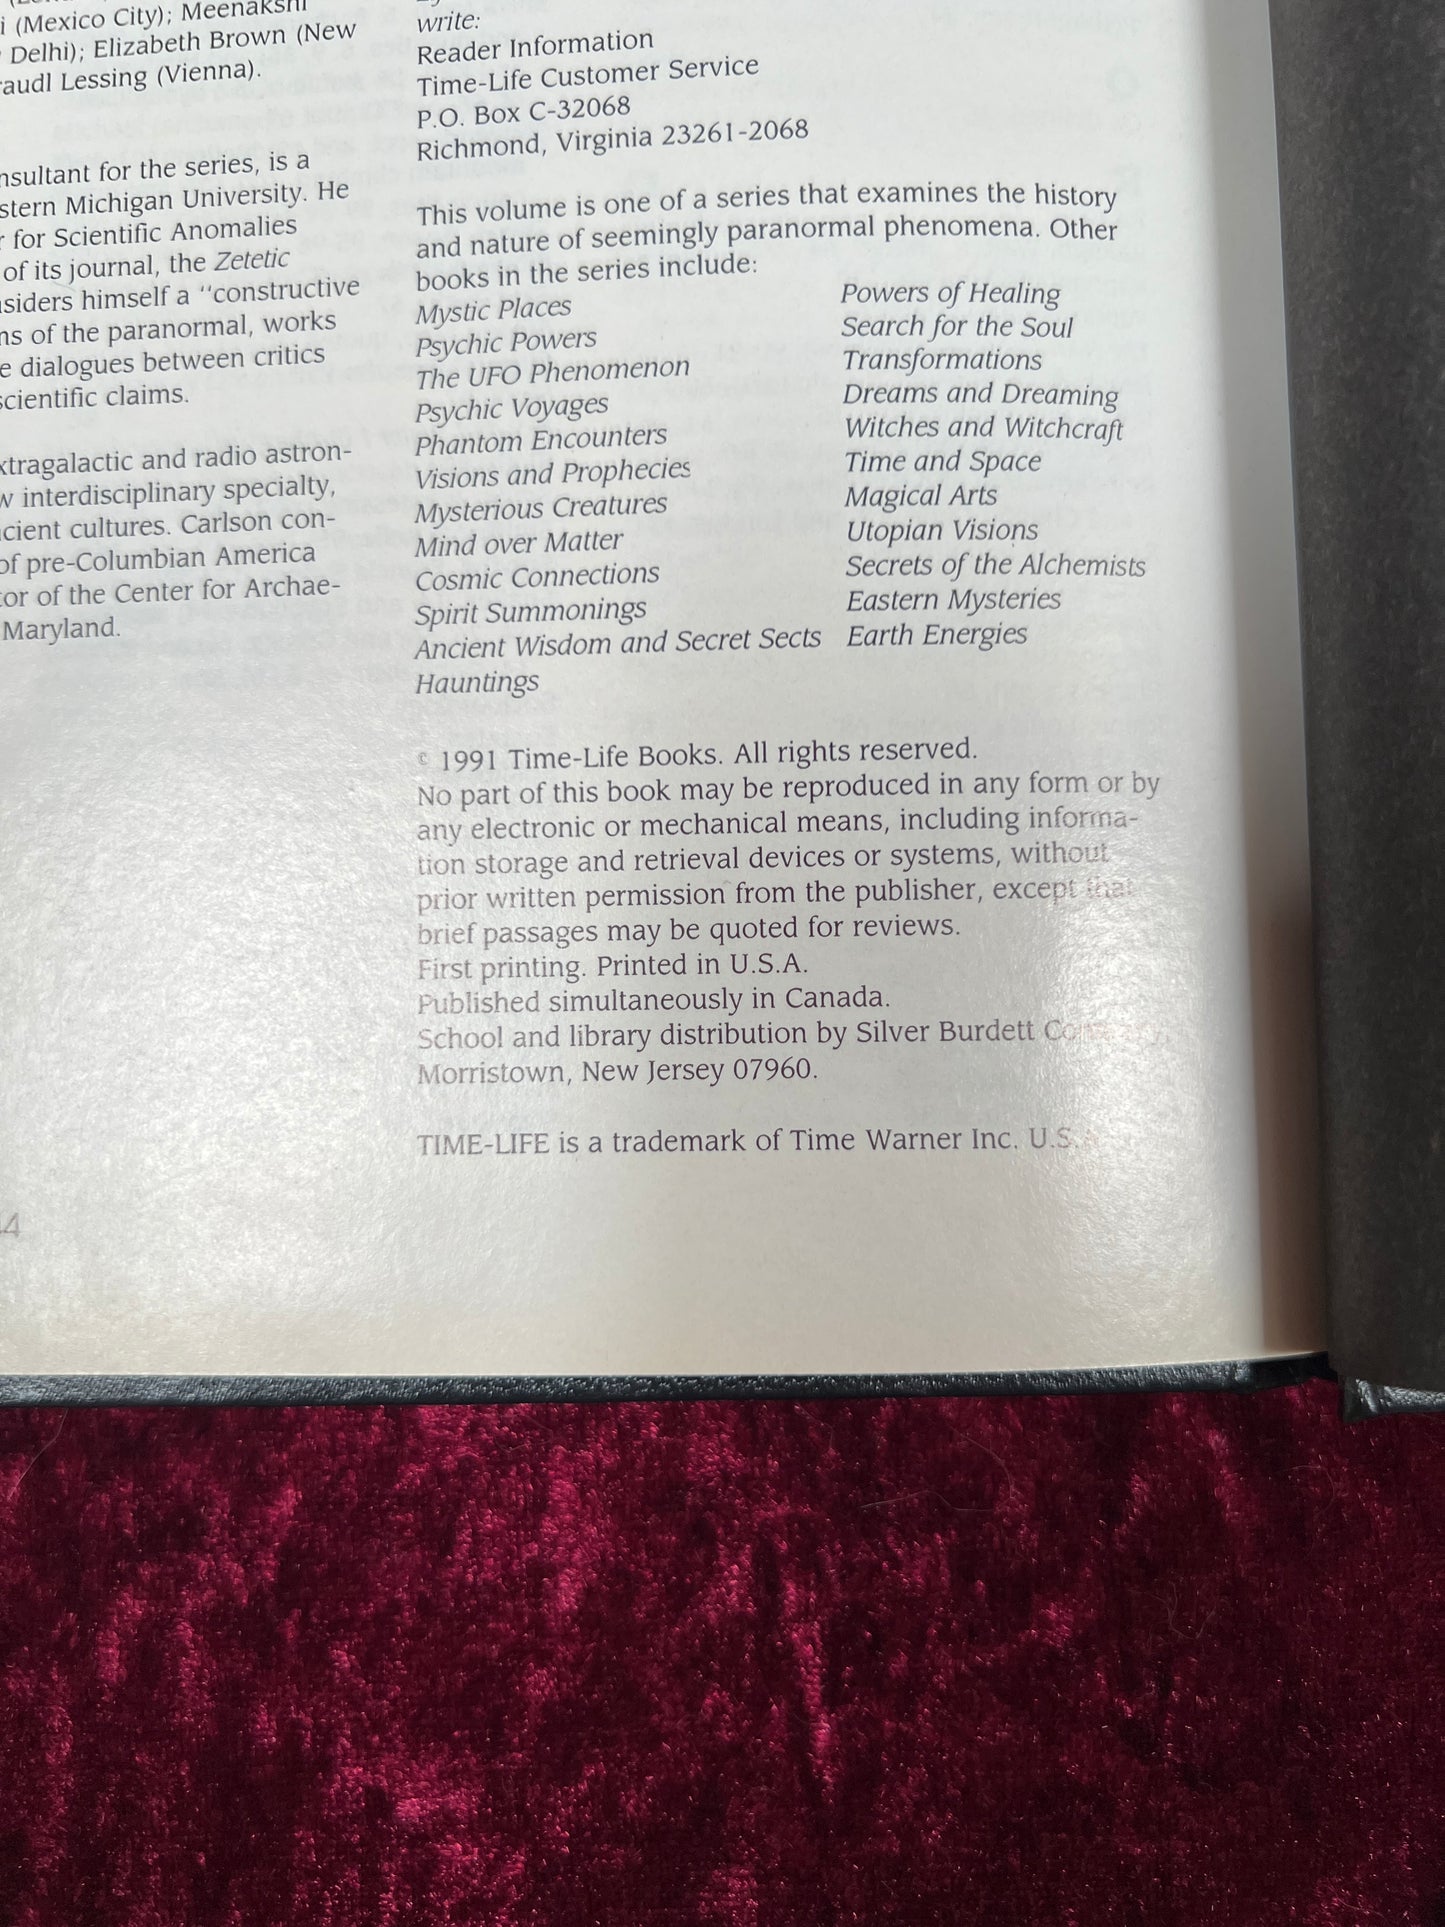 i (Mexico City); Meenakshi
Delhi); Elizabeth Brown (New
raudl Lessing (Vienna).
nsultant for the series, is a
stern Michigan University. He
r for Scientific Anomalies
of its journal, the Zetetic
nsiders himself a "constructive
ns of the paranormal, works
e dialogues between critics
scientific claims.
xtragalactic and radio astron-
w interdisciplinary specialty,
ncient cultures. Carlson con-
of pre-Columbian America
tor of the Center for Archae-
Maryland.
44
write:
Reader Information
Time-Life Customer Service
P.O. Box C-32068
Richmond, Virginia 23261-2068
This volume is one of a series that examines the history
and nature of seemingly paranormal phenomena. Other
books in the series include:
Mystic Places
Psychic Powers
The UFO Phenomenon
Psychic Voyages
Phantom Encounters
Visions and Prophecies
Mysterious Creatures
Mind over Matter
Cosmic Connections
Spirit Summonings
Ancient Wisdom and Secret Sects
Hauntings
Powers of Healing
Search for the Soul
Transformations
Dreams and Dreaming
Witches and Witchcraft
Time and Space
Magical Arts
Utopian Visions
Secrets of the Alchemists
Eastern Mysteries
Earth Energies
© 1991 Time-Life Books. All rights reserved.
No part of this book may be reproduced in any form or by
any electronic or mechanical means, including informa-
tion storage and retrieval devices or systems, without
prior written permission from the publisher, except that
brief passages may be quoted for reviews.
First printing. Printed in U.S.A.
Published simultaneously in Canada.
School and library distribution by Silver Burdett Company,
Morristown, New Jersey 07960.
TIME-LIFE is a trademark of Time Warner Inc. U.S.A.